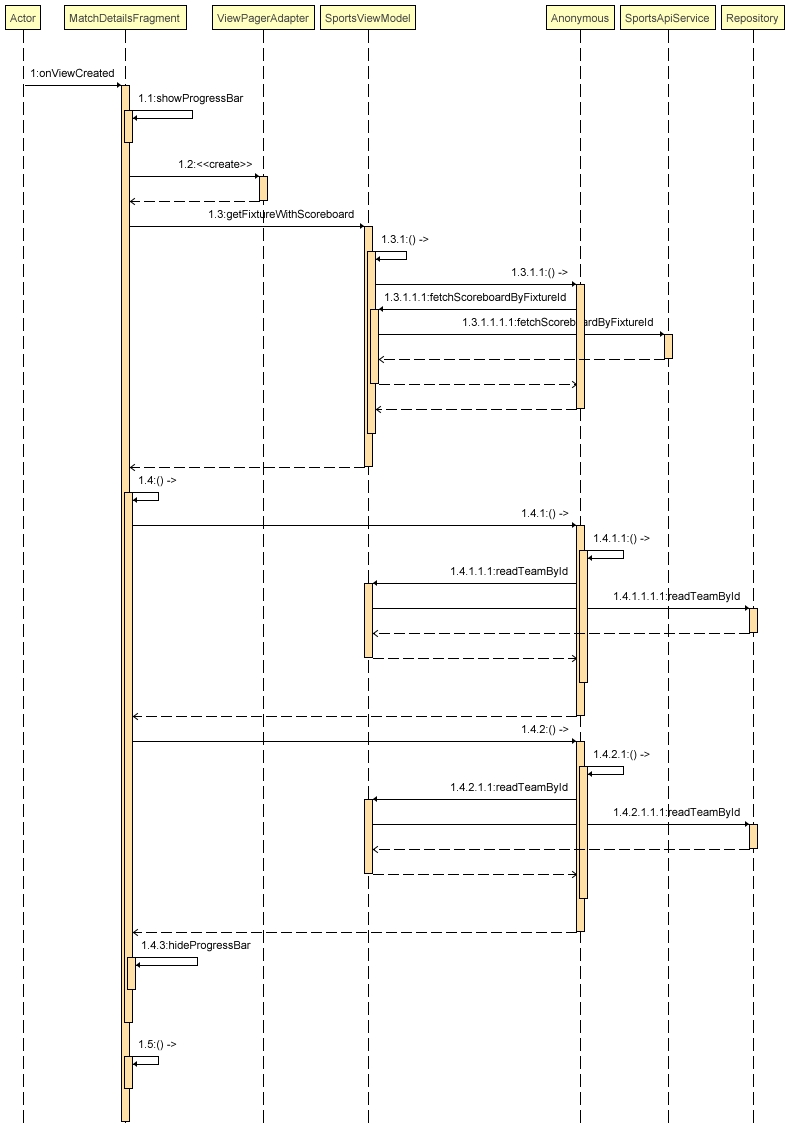 Actor
MatchDetailsFragment
ViewPagerAdapter
SportsViewModel
Anonymous
SportsApiService
Repository
1:onViewCreated
1.1:showProgressBar
1.2:<<create>>
1.3:getFixtureWithScoreboard
1.3.1:() ->
1.3.1.1:() ->
1.3.1.1.1:fetchScoreboardByFixtureId
1.3.1.1.1.1:fetchScoreboardByFixtureId
1.4:() ->
1.4.1:() ->
1.4.1.1:() ->
1.4.1.1.1:readTeamById
1.4.1.1.1.1:readTeamById
1.4.2:() ->
1.4.2.1:() ->
1.4.2.1.1:readTeamById
1.4.2.1.1.1:readTeamById
1.4.3:hideProgressBar
1.5:() ->